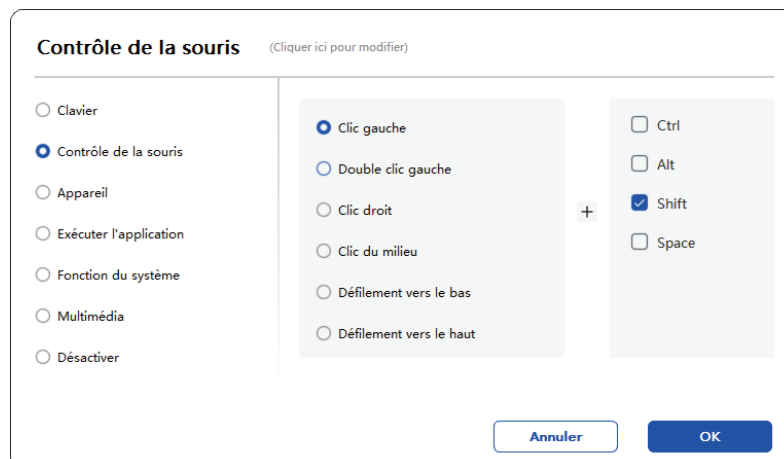 Contrôle de la souris (Cliquer ici pour modifier)
Clavier
Contrôle de la souris
Appareil
Exécuter l'application
Fonction du système
Multimédia
Désactiver
Clic gauche
Double clic gauche
Clic droit
Clic du milieu
Défilement vers le bas
Défilement vers le haut
+
Ctrl
Alt
Shift
Space
Annuler
OK